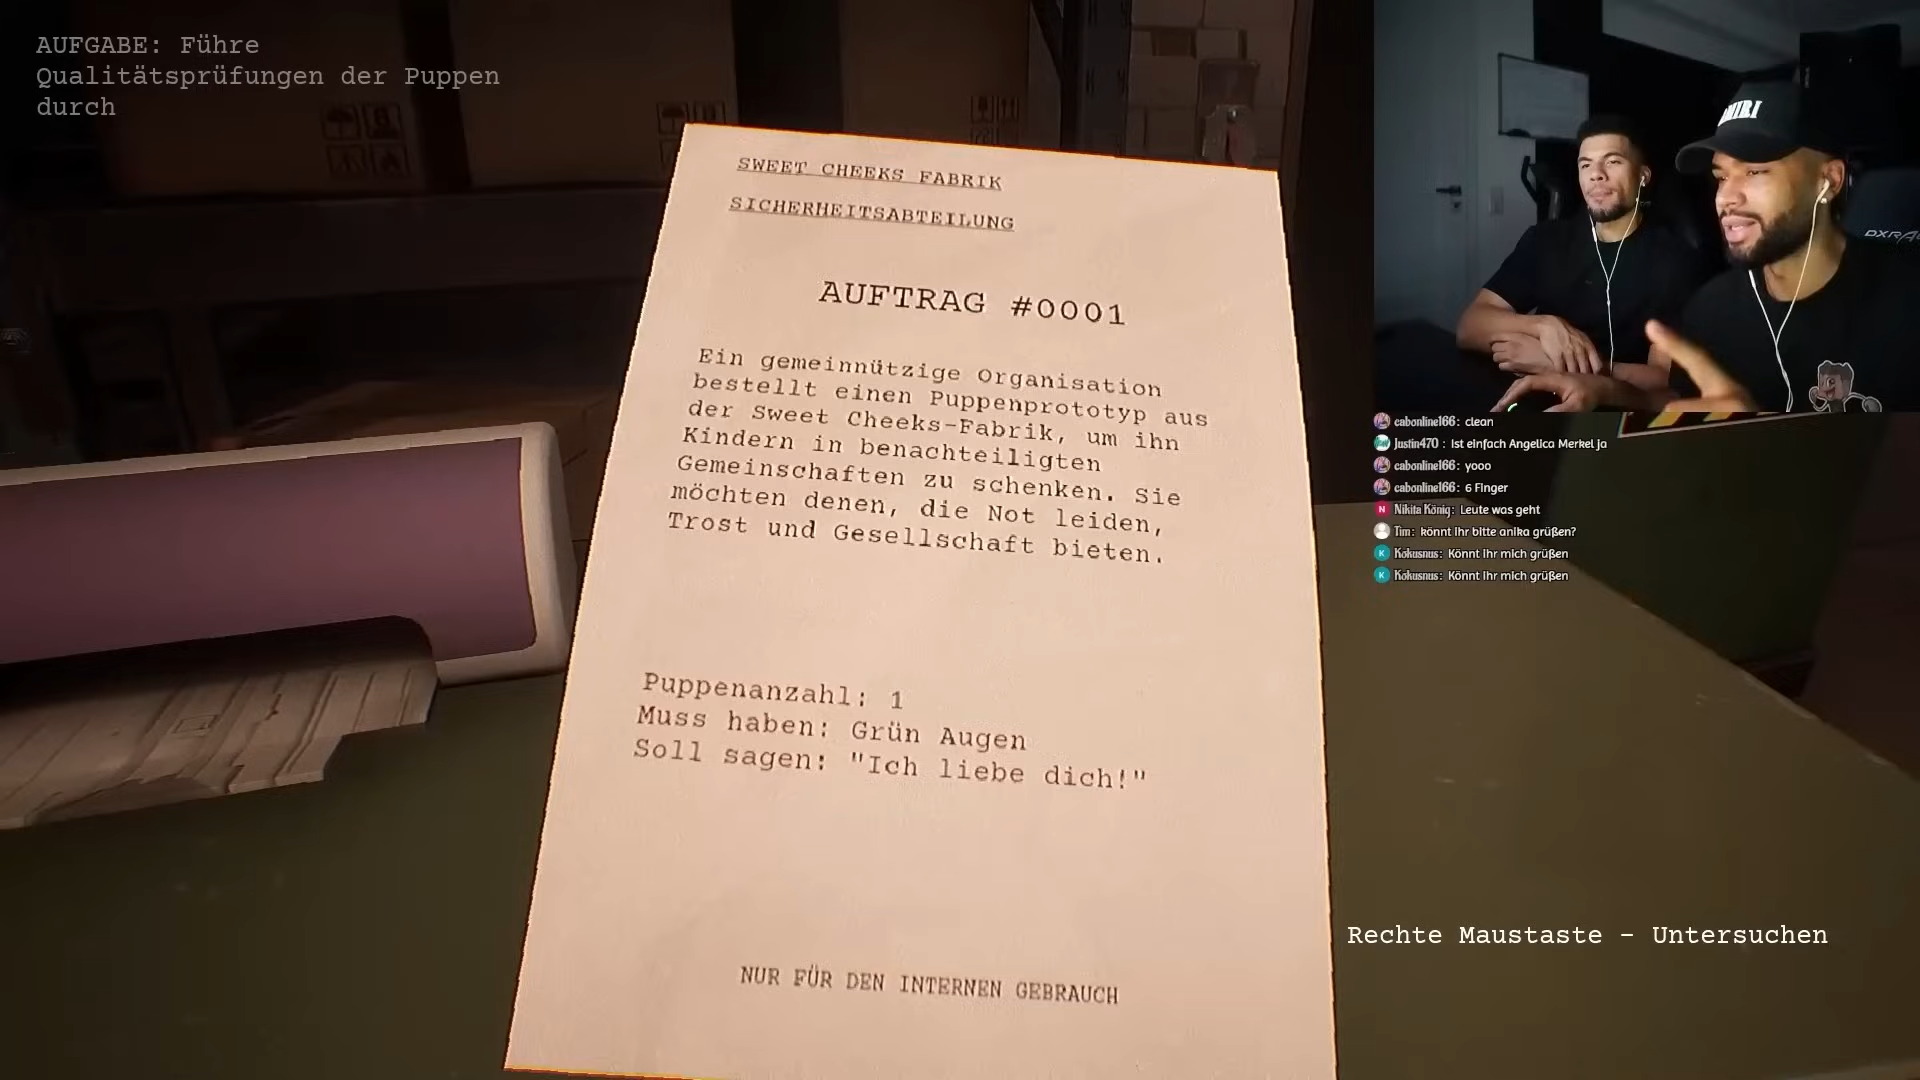 AUFGABE: Führe
Qualitätsprüfungen der Puppen
durch
SWEET CHEEKS FABRIK
SICHERHEITSABTEILUNG
AUFTRAG #0001
Ein gemeinnützige Organisation
bestellt einen Puppenprototyp aus
der Sweet Cheeks-Fabrik, um ihn
Kindern in benachteiligten
Gemeinschaften zu schenken. Sie
möchten denen, die Not leiden,
Trost und Gesellschaft bieten.
Puppenanzahl: 1
Muss haben: Grün Augen
Soll sagen: "Ich liebe dich!"
NUR FÜR DEN INTERNEN GEBRAUCH
cabonline166: clean
Justin470 : Ist einfach Angelica Merkel ja
cabonline166: yooo
cabonline166: 6 Finger
N Nikita König: Leute was geht
Tim: könnt ihr bitte anika grüßen?
K Kokusnus: Könnt ihr mich grüßen
K Kokusnus: Könnt ihr mich grüßen
Rechte Maustaste - Untersuchen